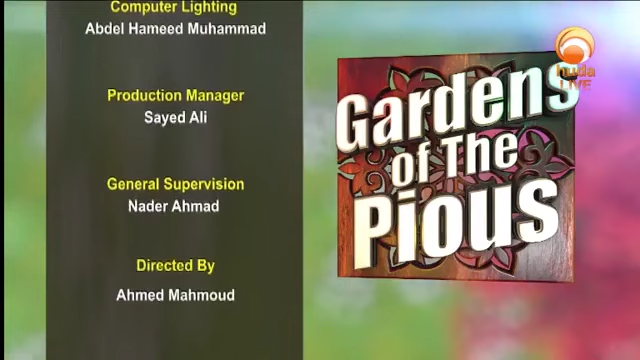 Computer Lighting
Abdel Hameed Muhammad
Production Manager
Sayed Ali
General Supervision
Nader Ahmad
Directed By
Ahmed Mahmoud
Gardens
of The
Pious
huda
LIVE